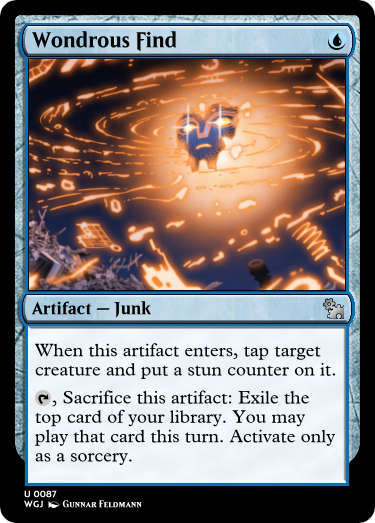 Wondrous Find
Artifact — Junk
When this artifact enters, tap target
creature and put a stun counter on it.
, Sacrifice this artifact: Exile the
top card of your library. You may
play that card this turn. Activate only
as a sorcery.
U 0087
WGJ Gunnar Feldmann